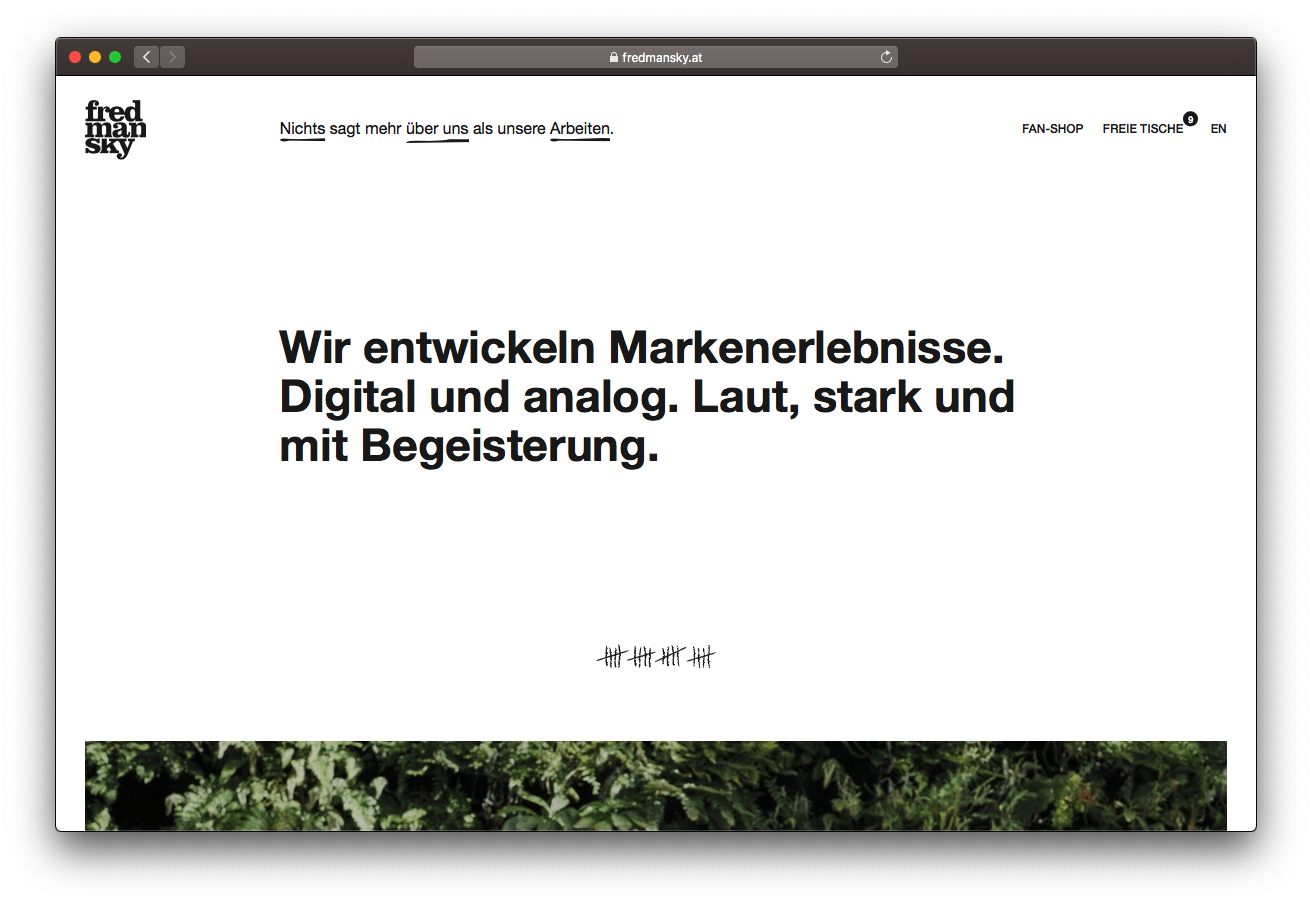 fredmansky.at
fred
man
sky
Nichts sagt mehr über uns als unsere Arbeiten.
FAN-SHOP
FREIE TISCHE
9
EN
Wir entwickeln Markenerlebnisse.
Digital und analog. Laut, stark und
mit Begeisterung.